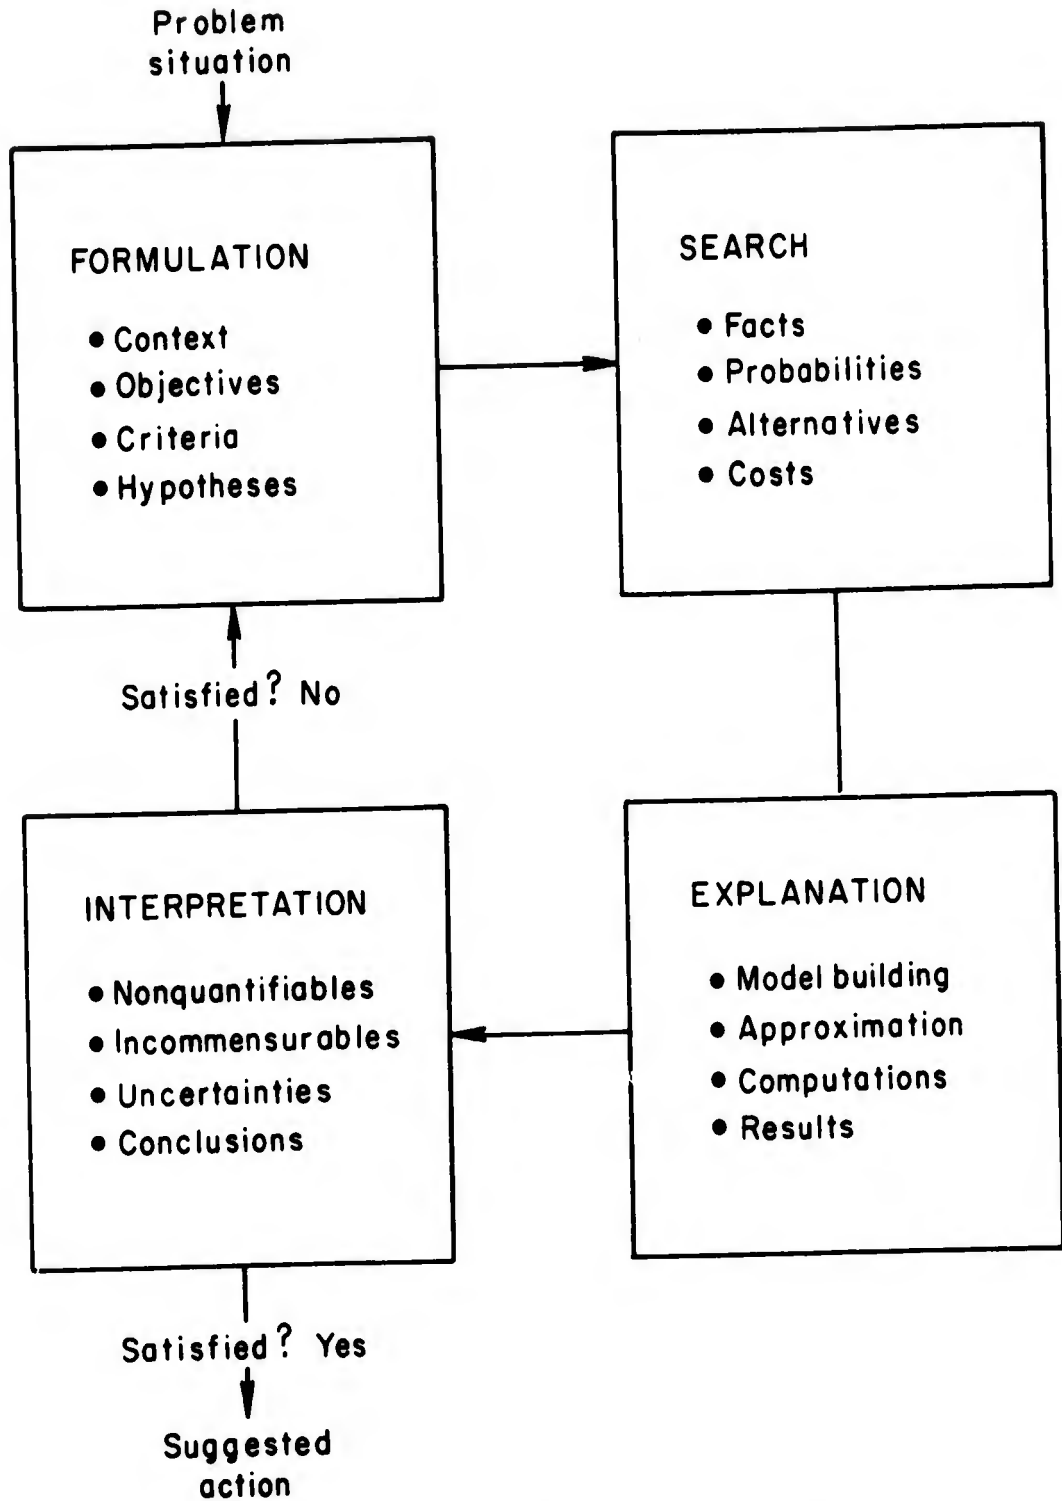 Problem
situation
FORMULATION
• Context
• Objectives
• Criteria
• Hypotheses
SEARCH
• Facts
• Probabilities
• Alternatives
• Costs
Satisfied? No
INTERPRETATION
• Nonquantifiables
• Incommensurables
• Uncertainties
• Conclusions
EXPLANATION
• Model building
• Approximation
• Computations
• Results
Satisfied? Yes
Suggested
action